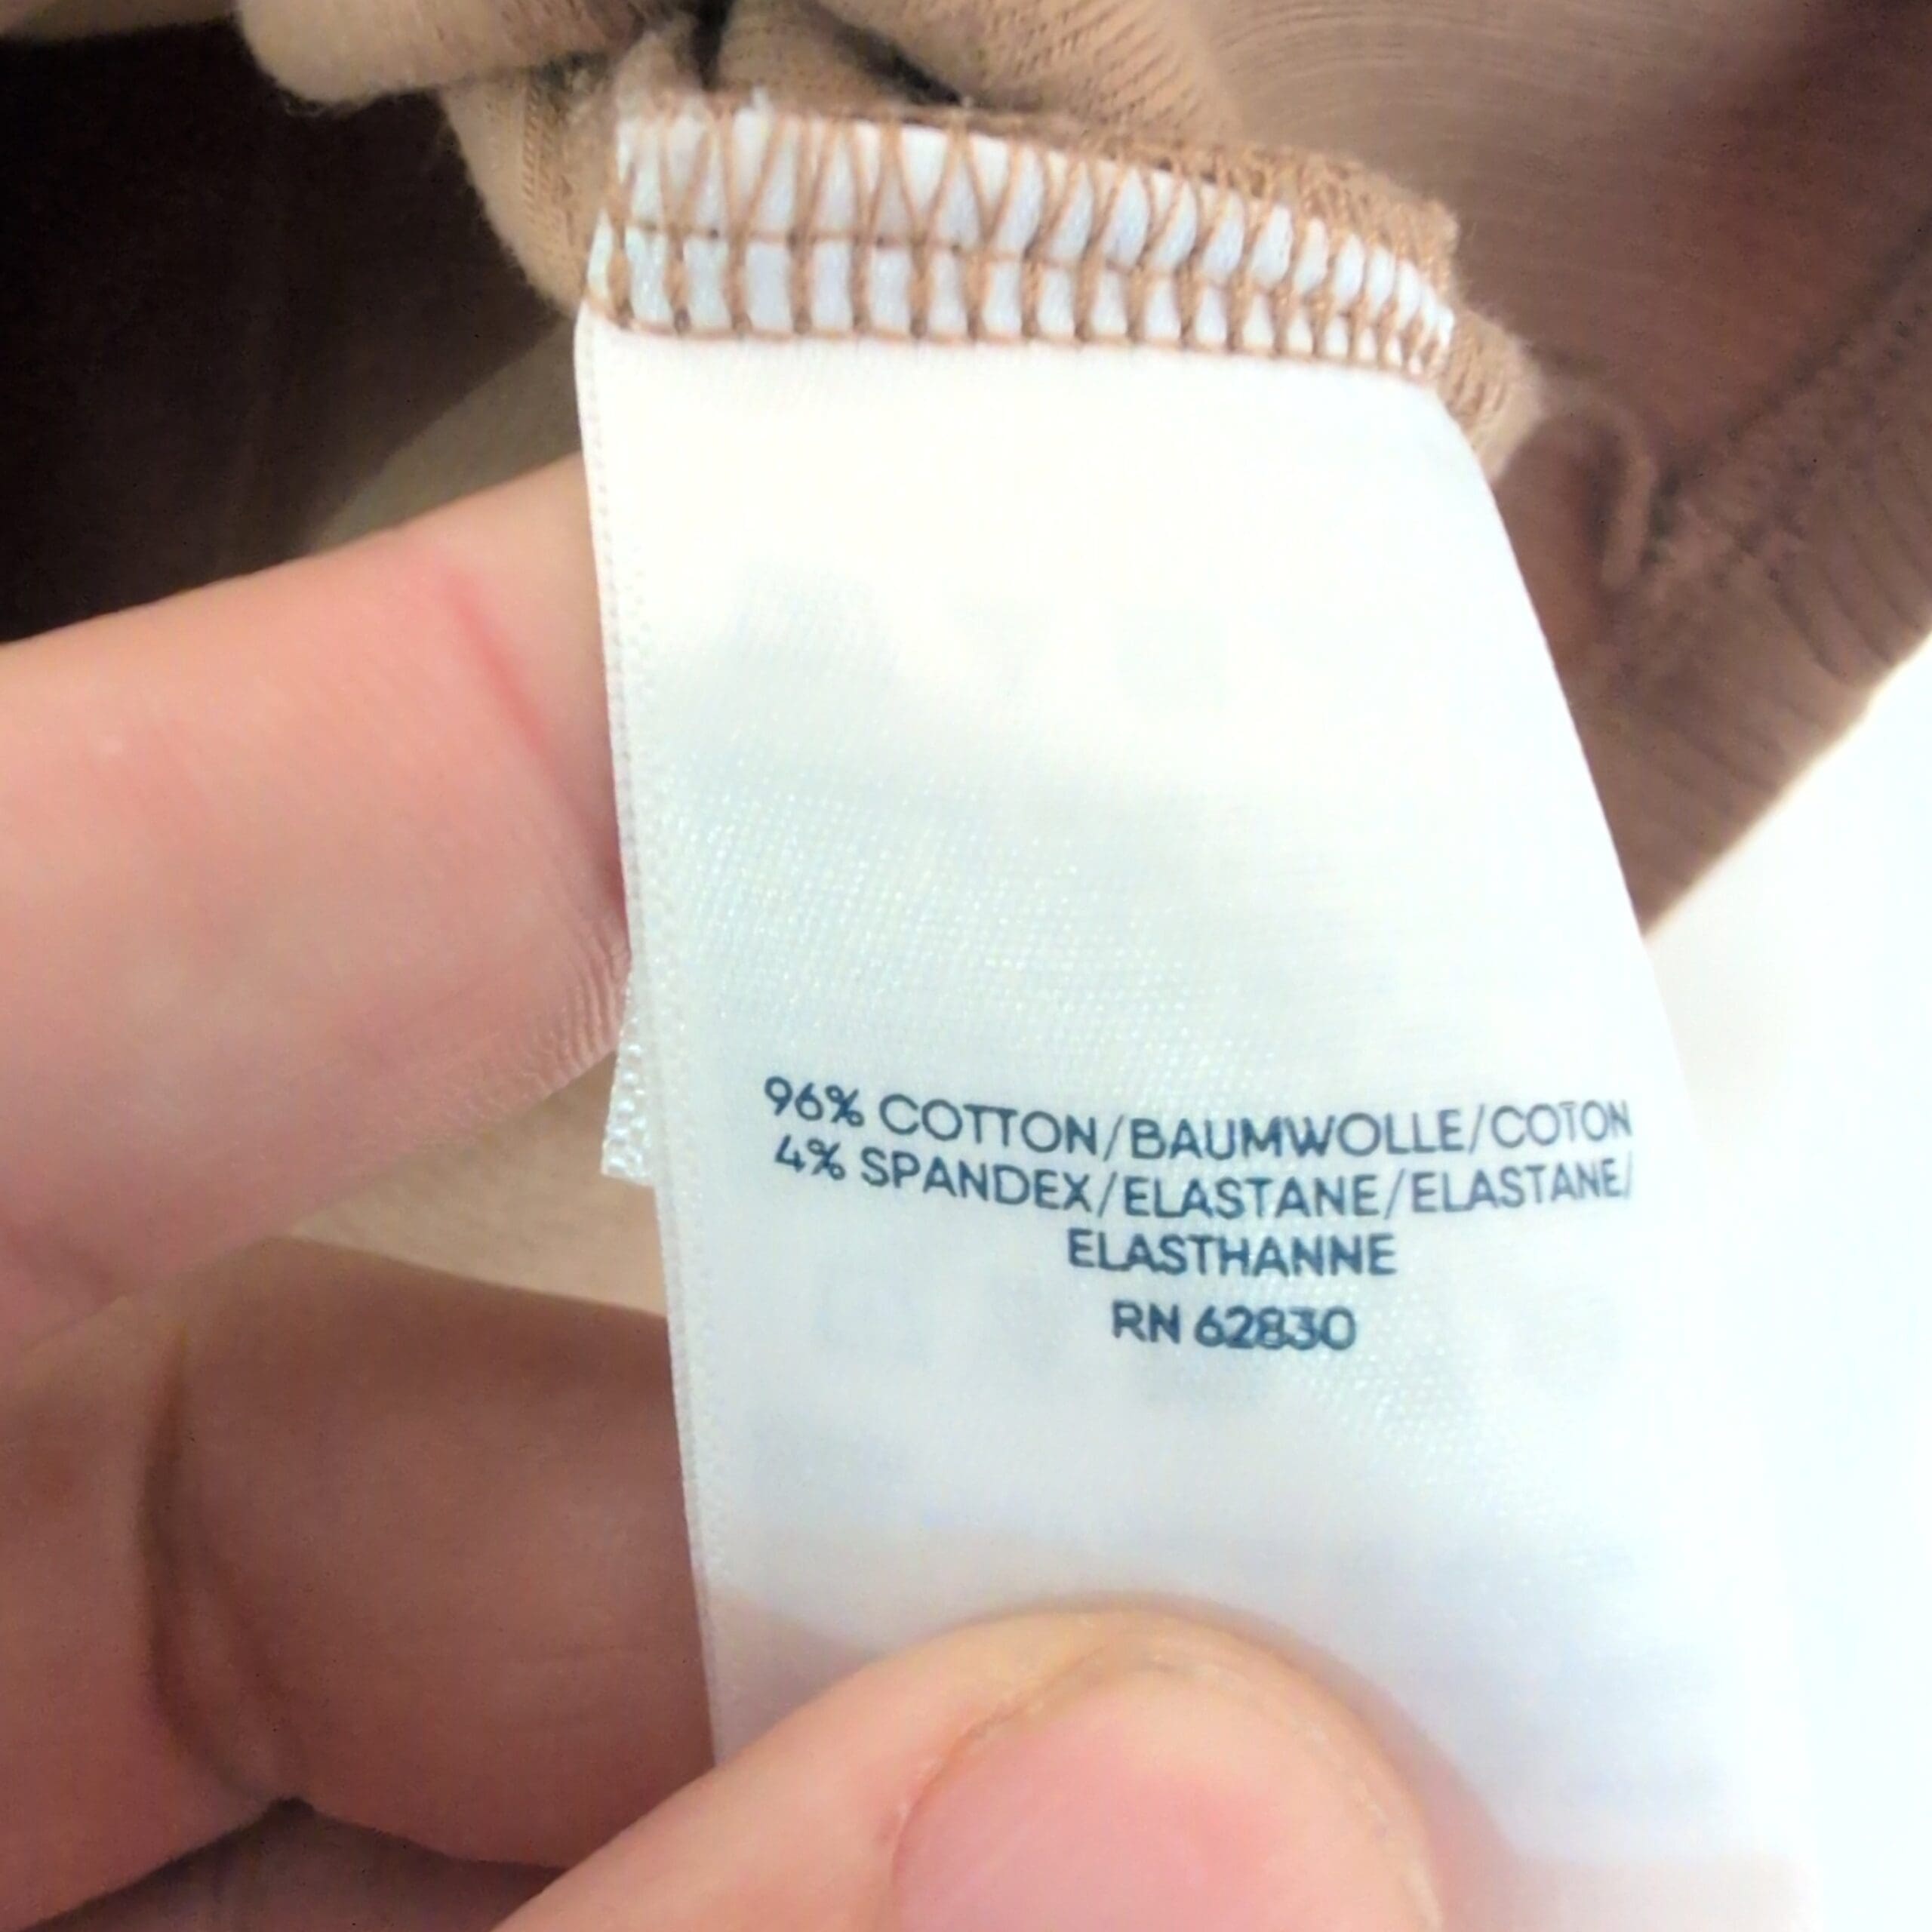 96% COTTON/BAUMWOLLE/COTON
4% SPANDEX/ELASTANE/ELASTANE/
ELASTHANNE
RN 62830